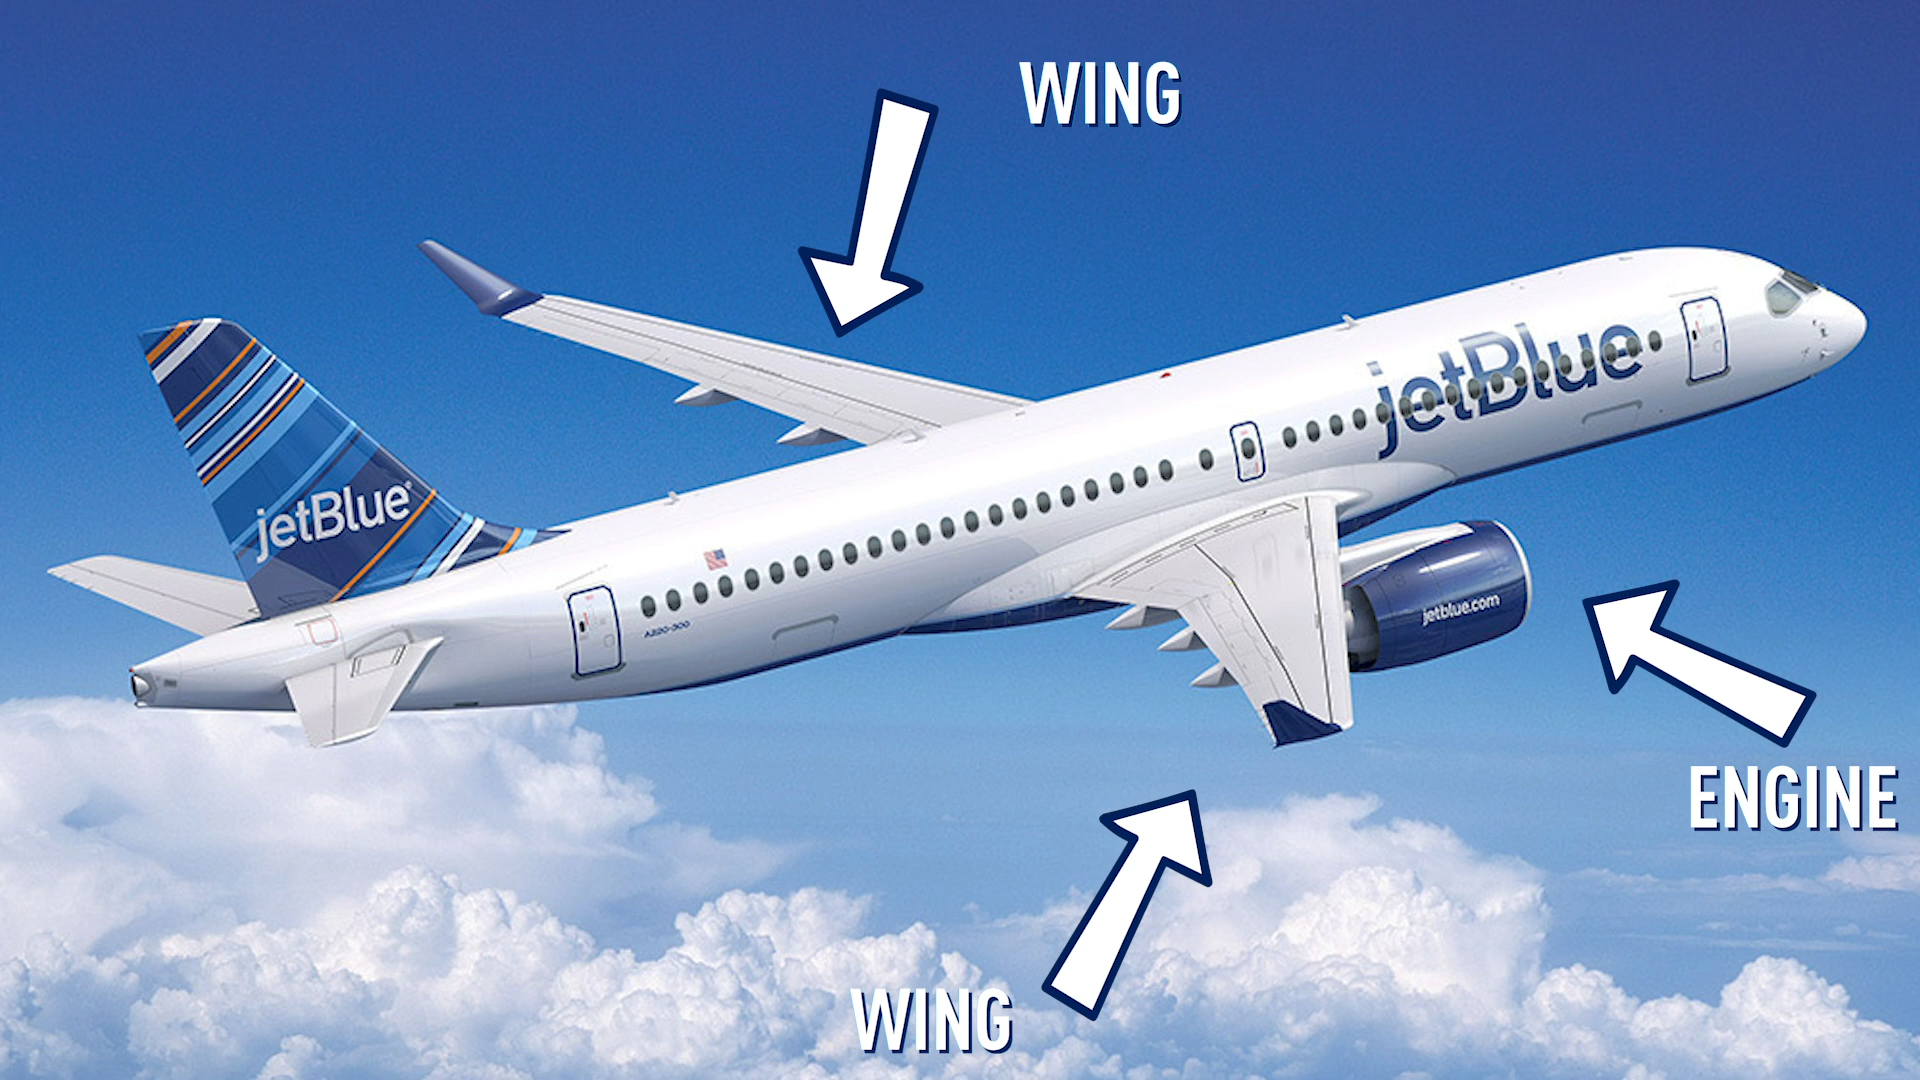 WING
jetBlue
jetBlue®
A220-300
jetblue.com
ENGINE
WING